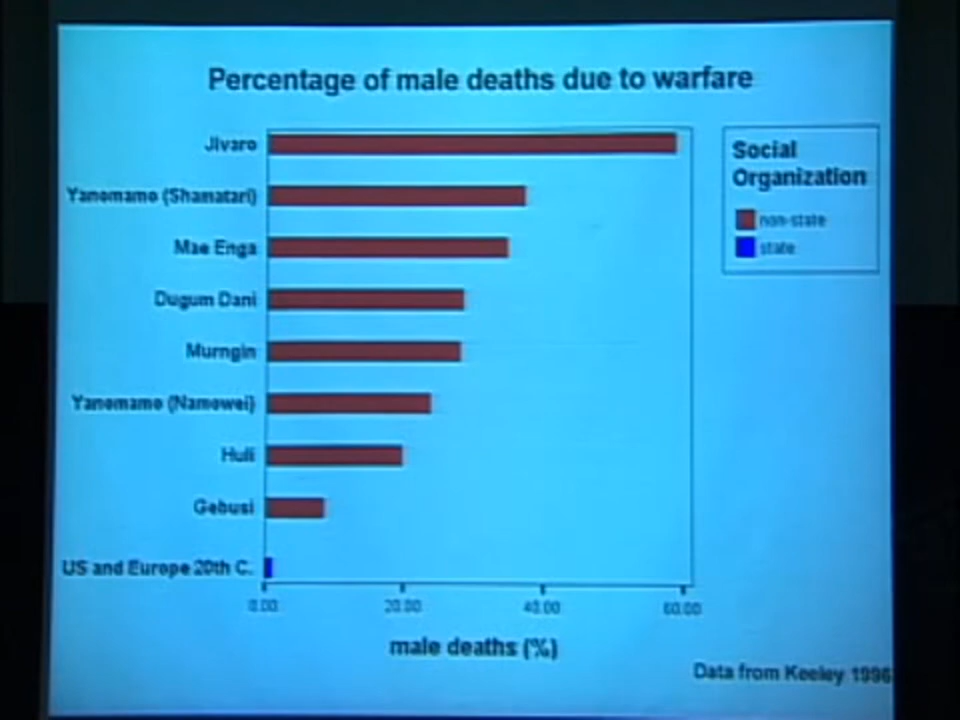 Percentage of male deaths due to warfare
Jivaro
Yanomamo (Shamatari)
Mae Enga
Dugum Dani
Murngin
Yanomamo (Namowei)
Huli
Gebusi
US and Europe 20th C.
0.00 20.00 40.00 60.00
male deaths (%)
Social
Organization
non-state
state
Data from Keeley 1996